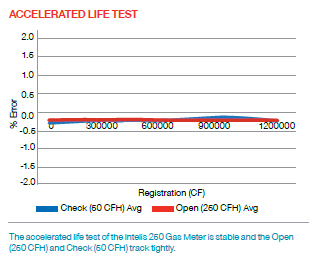 ACCELERATED LIFE TEST
2.0
1.5
1.0
0.5
0.0
-0.5
-1.0
-1.5
-2.0
% Error
0 300000 600000 900000 1200000
Registration (CF)
Check (50 CFH) Avg Open (250 CFH) Avg
The accelerated life test of the Intelis 250 Gas Meter is stable and the Open
(250 CFH) and Check (50 CFH) track tightly.